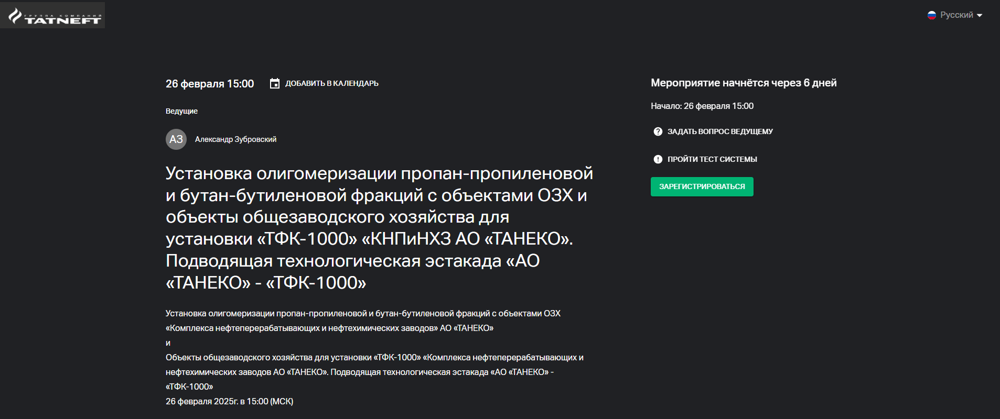 ГРУППА КОМПАНИЙ
TATNEFT
Русский
26 февраля 15:00
ДОБАВИТЬ В КАЛЕНДАРЬ
Ведущие
АЗ
Александр Зубровский
Установка олигомеризации пропан-пропиленовой
и бутан-бутиленовой фракций с объектами ОЗХ и
объекты общезаводского хозяйства для
установки «ТФК-1000» «КНПиНХЗ АО «ТАНЕКО».
Подводящая технологическая эстакада «АО
«ТАНЕКО» - «ТФК-1000»
Установка олигомеризации пропан-пропиленовой и бутан-бутиленовой фракций с объектами ОЗХ
«Комплекса нефтеперерабатывающих и нефтехимических заводов» АО «ТАНЕКО»
и
Объекты общезаводского хозяйства для установки «ТФК-1000» «Комплекса нефтеперерабатывающих и
нефтехимических заводов АО «ТАНЕКО». Подводящая технологическая эстакада «АО «ТАНЕКО» -
«ТФК-1000»
26 февраля 2025г. в 15:00 (МСК)
Мероприятие начнётся через 6 дней
Начало: 26 февраля 15:00
ЗАДАТЬ ВОПРОС ВЕДУЩЕМУ
ПРОЙТИ ТЕСТ СИСТЕМЫ
ЗАРЕГИСТРИРОВАТЬСЯ